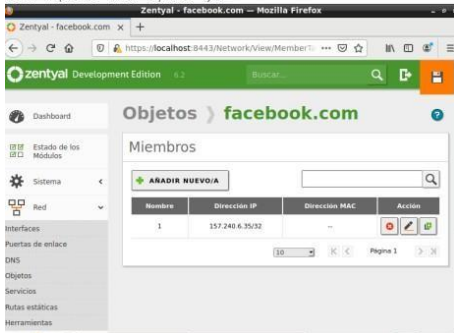 Zentyal - facebook.com — Mozilla Firefox
Zentyal - facebook.com × +
https://localhost:8443/Network/View/MemberT ...
zentyal Development Edition 6.2 Buscar...
Dashboard
Estado de los Módulos
Sistema
Red
Interfaces
Puertas de enlace
DNS
Objetos
Servicios
Rutas estáticas
Herramientas
Objetos facebook.com
Miembros
+ AÑADIR NUEVO/A
Nombre Dirección IP Dirección MAC Acción
1 157.240.6.35/32 --
10 K < Página 1 > X